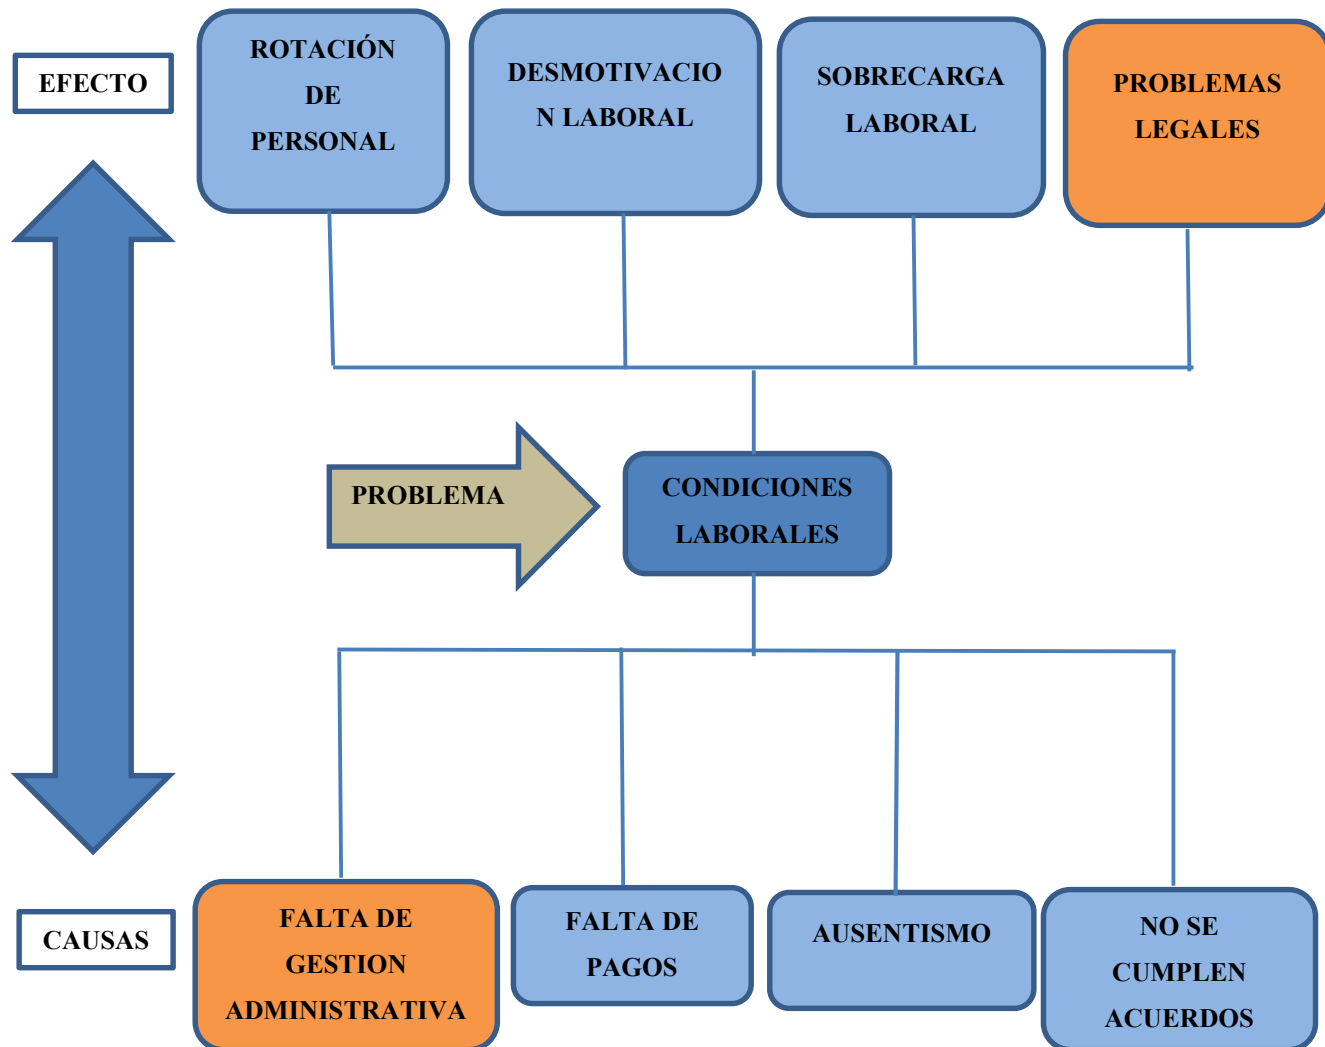 EFECTO
ROTACIÓN
DE
PERSONAL
DESMOTIVACIO
N LABORAL
SOBRECARGA
LABORAL
PROBLEMAS
LEGALES
PROBLEMA
CONDICIONES
LABORALES
CAUSAS
FALTA DE
GESTION
ADMINISTRATIVA
FALTA DE
PAGOS
AUSENTISMO
NO SE
CUMPLEN
ACUERDOS